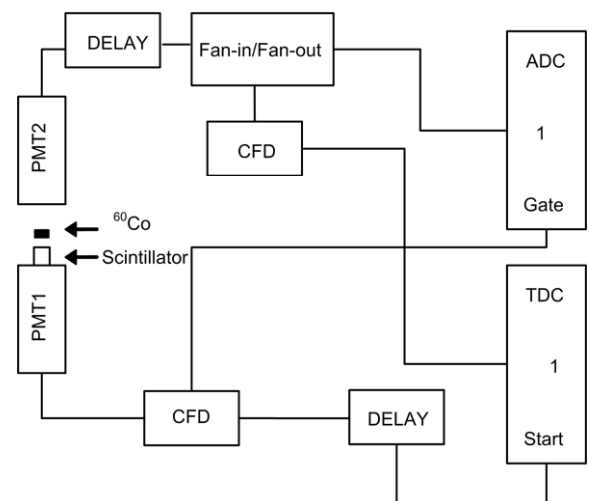 DELAY
Fan-in/Fan-out
ADC
PMT2
CFD
1
Gate
⁶⁰Co
Scintillator
PMT1
TDC
1
CFD
DELAY
Start